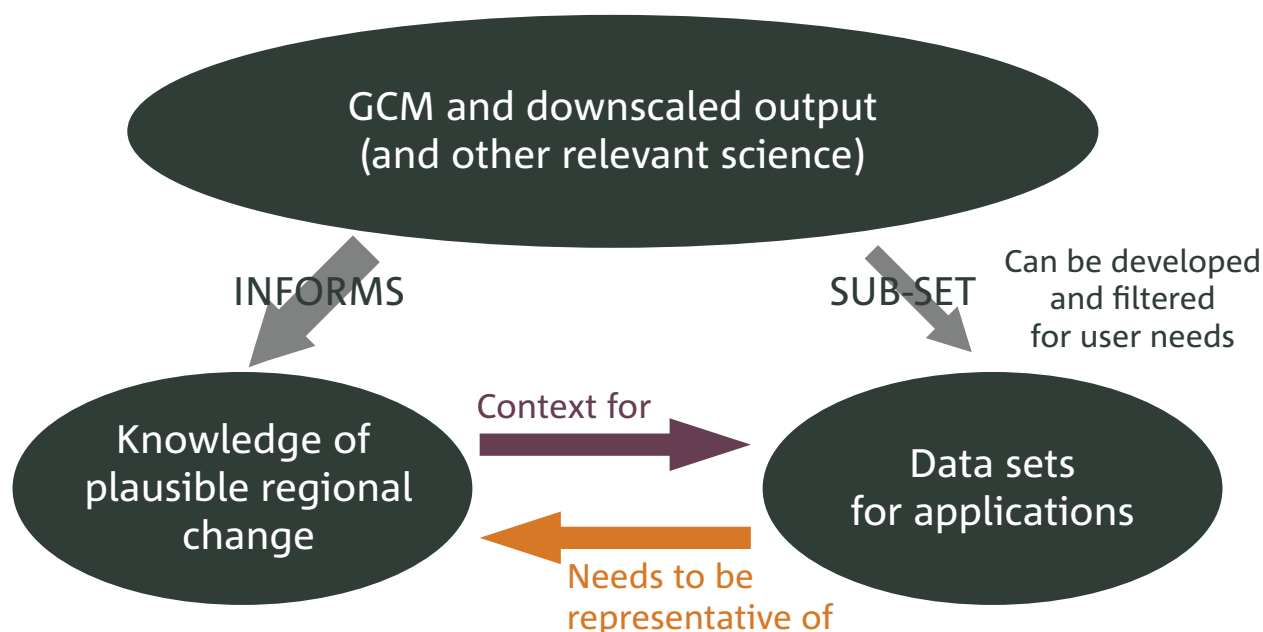 GCM and downscaled output
(and other relevant science)
INFORMS
SUB-SET
Can be developed
and filtered
for user needs
Context for
Knowledge of
plausible regional
change
Data sets
for applications
Needs to be
representative of